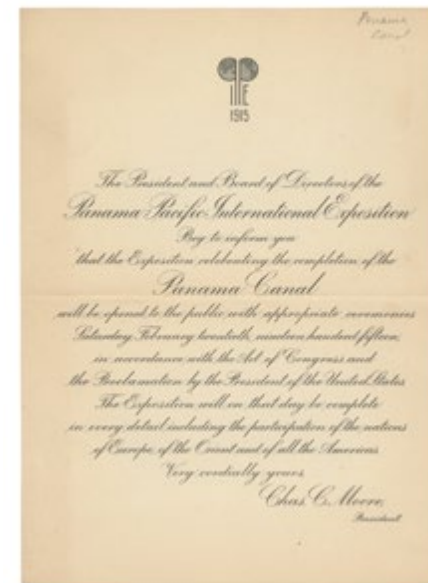 Panama
Canal
1915
The President and Board of Directors of the
Panama Pacific International Exposition
Beg to inform you
that the Exposition celebrating the completion of the
Panama Canal
will be opened to the public with appropriate ceremonies
Saturday, February twentieth, nineteen hundred fifteen,
in accordance with the Act of Congress and
the Proclamation by the President of the United States
The Exposition will on that day be complete
in every detail including the participation of the nations
of Europe, of the Orient and of all the Americas.
Very cordially yours,
Chas. C. Moore,
President